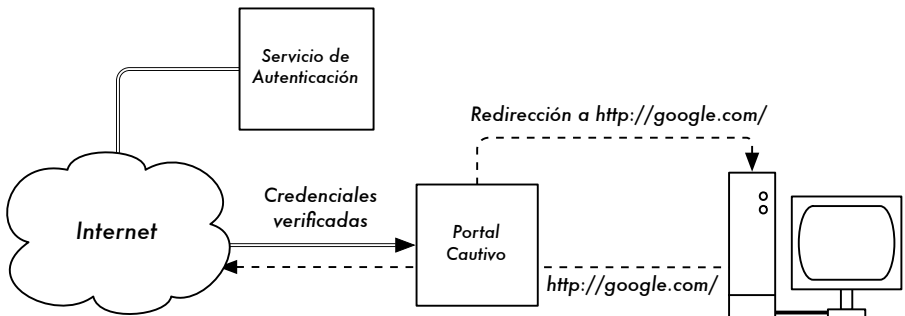 Servicio de
Autenticación
Redirección a http://google.com/
Credenciales
verificadas
Internet
Portal
Cautivo
http://google.com/